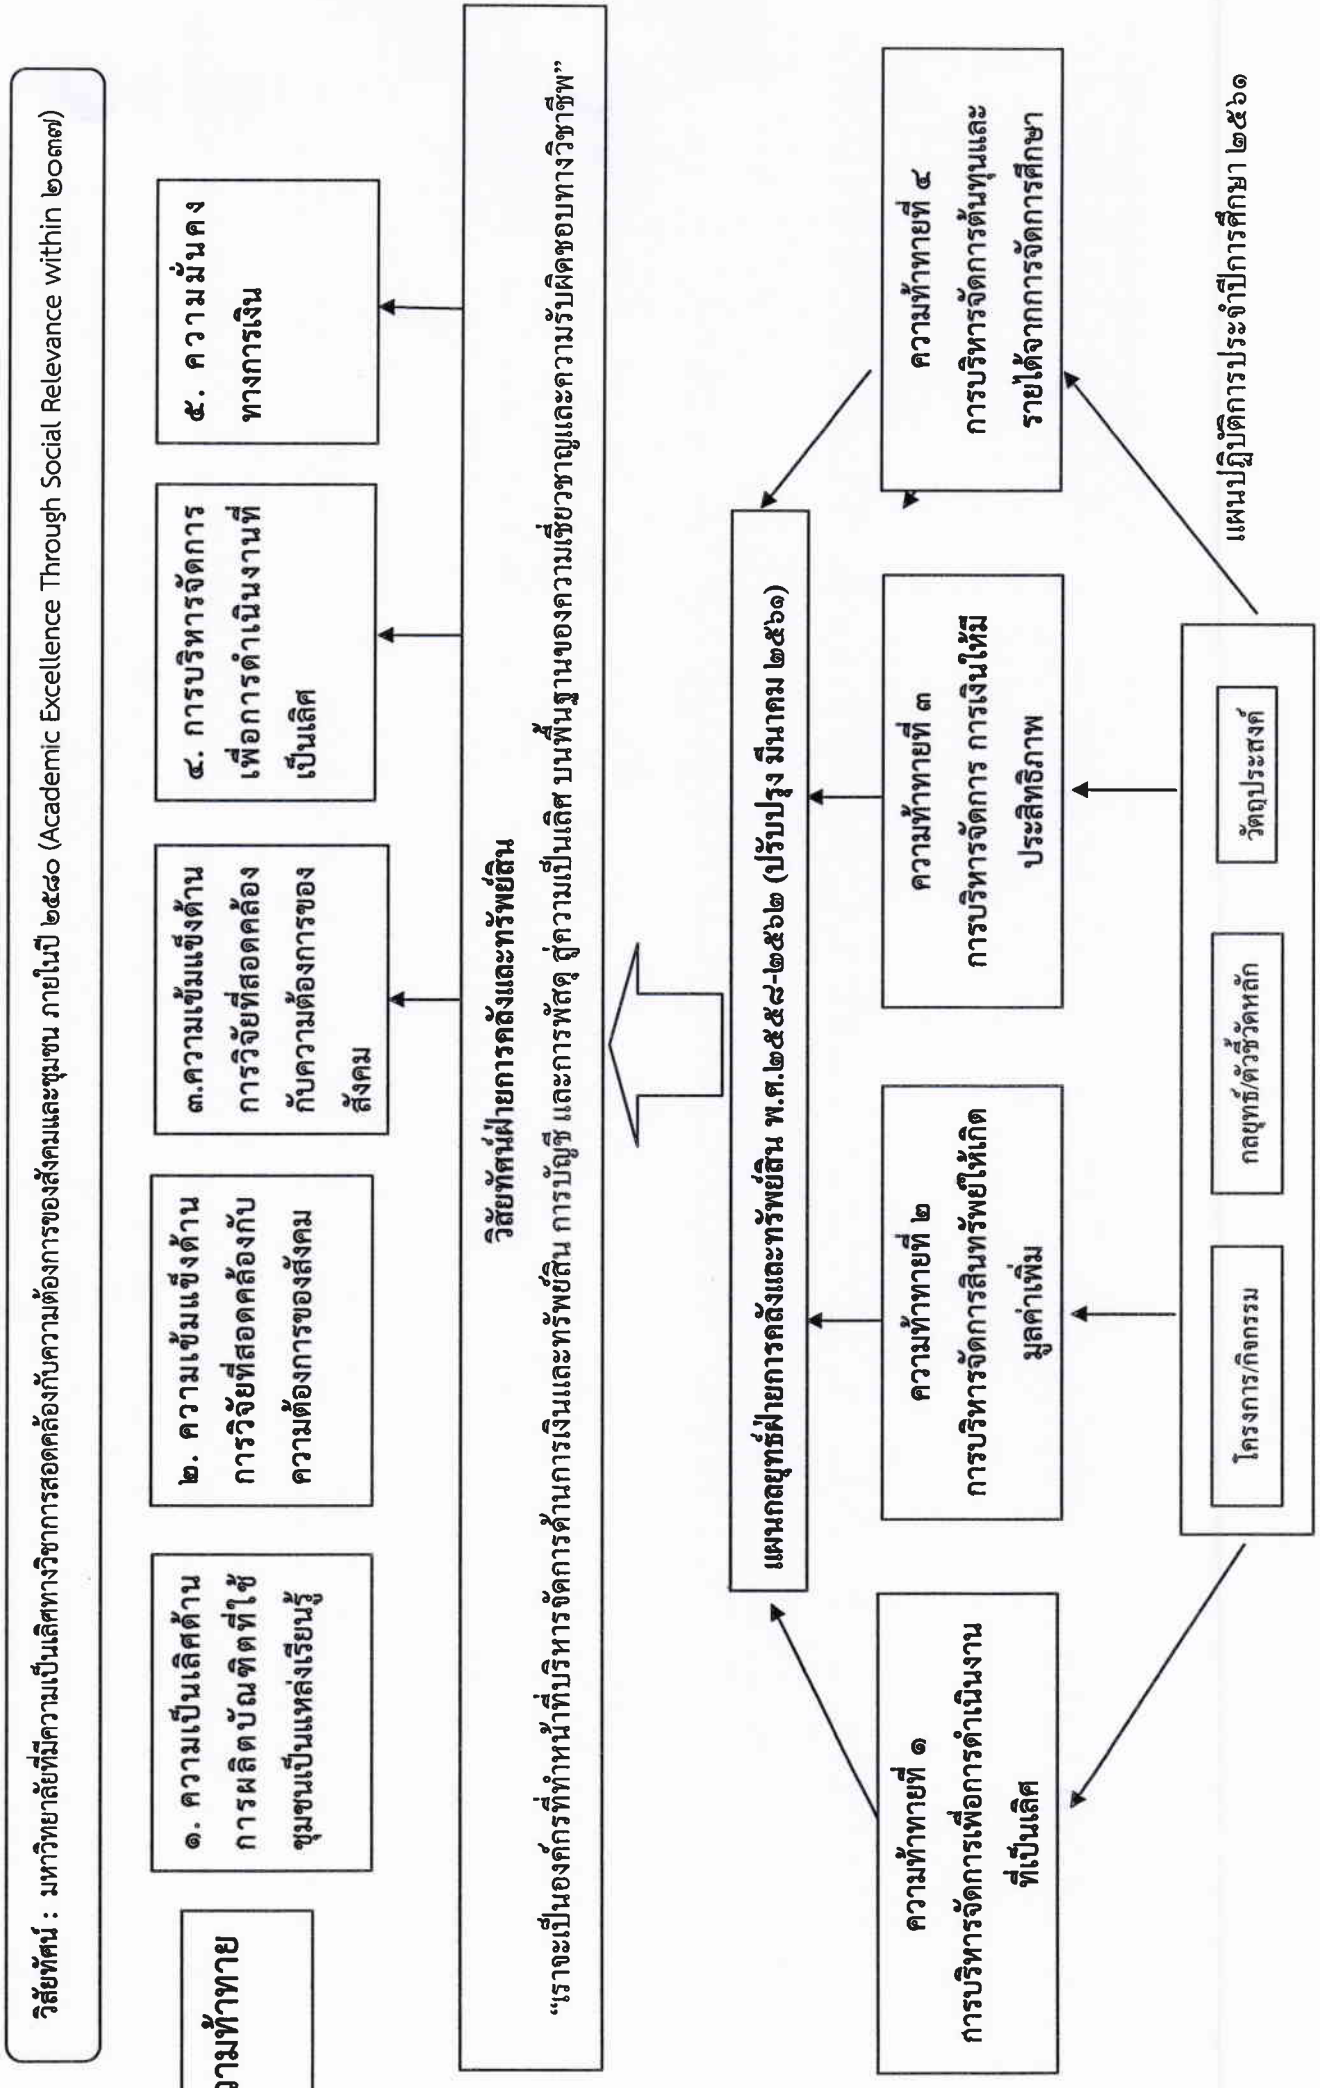 วิสัยทัศน์ : มหาวิทยาลัยที่มีความเป็นเลิศทางวิชาการสอดคล้องกับความต้องการของสังคมและชุมชน ภายในปี ๒๕๘๐ (Academic Excellence Through Social Relevance within ๒๐๓๗)
วามท้าทาย
๑. ความเป็นเลิศด้าน
การผลิตบัณฑิตที่ใช้
ชุมชนเป็นแหล่งเรียนรู้
๒. ความเข้มแข็งด้าน
การวิจัยที่สอดคล้องกับ
ความต้องการของสังคม
๓.ความเข้มแข็งด้าน
การวิจัยที่สอดคล้อง
กับความต้องการของ
สังคม
๔. การบริหารจัดการ
เพื่อการดำเนินงานที่
เป็นเลิศ
๕. ความมั่นคง
ทางการเงิน
วิสัยทัศน์ฝ่ายการคลังและทรัพย์สิน
“เราจะเป็นองค์กรที่ทำหน้าที่บริหารจัดการด้านการเงินและทรัพย์สิน การบัญชี และการพัสดุ สู่ความเป็นเลิศ บนพื้นฐานของความเชี่ยวชาญและความรับผิดชอบทางวิชาชีพ”
แผนกลยุทธ์ฝ่ายการคลังและทรัพย์สิน พ.ศ.๒๕๕๘-๒๕๖๒ (ปรับปรุง มีนาคม ๒๕๖๑)
ความท้าทายที่ ๑
การบริหารจัดการเพื่อการดำเนินงาน
ที่เป็นเลิศ
ความท้าทายที่ ๒
การบริหารจัดการสินทรัพย์ให้เกิด
มูลค่าเพิ่ม
ความท้าทายที่ ๓
การบริหารจัดการ การเงินให้มี
ประสิทธิภาพ
ความท้าทายที่ ๔
การบริหารจัดการต้นทุนและ
รายได้จากการจัดการศึกษา
โครงการ/กิจกรรม
กลยุทธ์/ตัวชี้วัดหลัก
วัตถุประสงค์
แผนปฏิบัติการประจำปีการศึกษา ๒๕๖๑